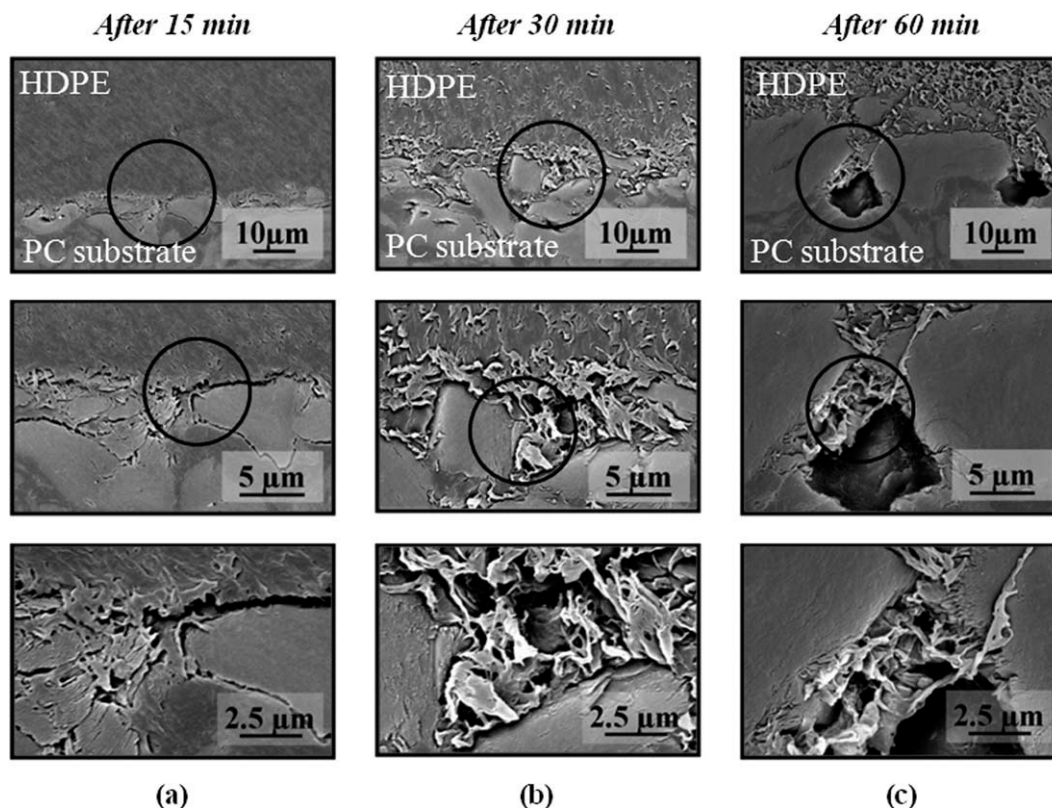 After 15 min
After 30 min
After 60 min
HDPE
10μm
PC substrate
HDPE
10μm
PC substrate
HDPE
10μm
PC substrate
5 μm
5 μm
5 μm
2.5 μm
2.5 μm
2.5 μm
(a)
(b)
(c)